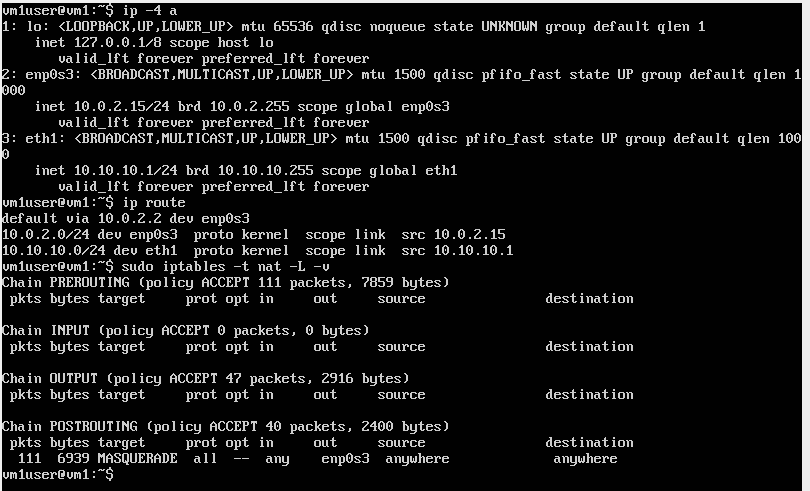 vm1user@vm1:~$ ip -4 a
1: lo: <LOOPBACK,UP,LOWER_UP> mtu 65536 qdisc noqueue state UNKNOWN group default qlen 1
    inet 127.0.0.1/8 scope host lo
       valid_lft forever preferred_lft forever
2: enp0s3: <BROADCAST,MULTICAST,UP,LOWER_UP> mtu 1500 qdisc pfifo_fast state UP group default qlen 1
000
    inet 10.0.2.15/24 brd 10.0.2.255 scope global enp0s3
       valid_lft forever preferred_lft forever
3: eth1: <BROADCAST,MULTICAST,UP,LOWER_UP> mtu 1500 qdisc pfifo_fast state UP group default qlen 100
0
    inet 10.10.10.1/24 brd 10.10.10.255 scope global eth1
       valid_lft forever preferred_lft forever
vm1user@vm1:~$ ip route
default via 10.0.2.2 dev enp0s3
10.0.2.0/24 dev enp0s3  proto kernel  scope link  src 10.0.2.15
10.10.10.0/24 dev eth1  proto kernel  scope link  src 10.10.10.1
vm1user@vm1:~$ sudo iptables -t nat -L -v
Chain PREROUTING (policy ACCEPT 111 packets, 7859 bytes)
 pkts bytes target     prot opt in     out     source               destination

Chain INPUT (policy ACCEPT 0 packets, 0 bytes)
 pkts bytes target     prot opt in     out     source               destination

Chain OUTPUT (policy ACCEPT 47 packets, 2916 bytes)
 pkts bytes target     prot opt in     out     source               destination

Chain POSTROUTING (policy ACCEPT 40 packets, 2400 bytes)
 pkts bytes target     prot opt in     out     source               destination
  111  6939 MASQUERADE  all  --  any    enp0s3  anywhere             anywhere
vm1user@vm1:~$